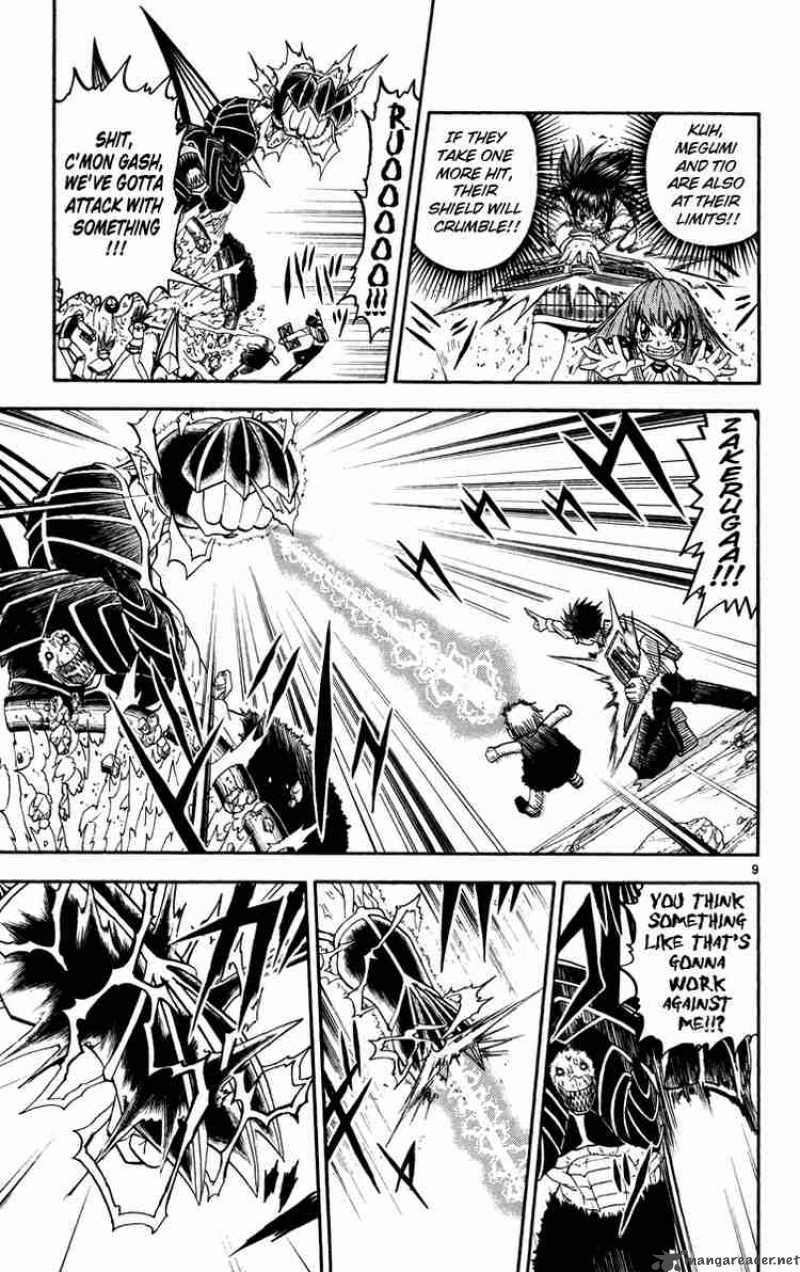 KUH,
MEGUMI
AND TIO
ARE ALSO
AT THEIR
LIMITS!!
IF THEY
TAKE ONE
MORE HIT,
THEIR
SHIELD WILL
CRUMBLE!!
RUOOOOOO!!!
SHIT,
C'MON GASH,
WE'VE GOTTA
ATTACK WITH
SOMETHING
!!!
ZAKERUGAA!!!
9
YOU THINK
SOMETHING
LIKE THAT'S
GONNA
WORK
AGAINST
ME!!?
mangareader.net